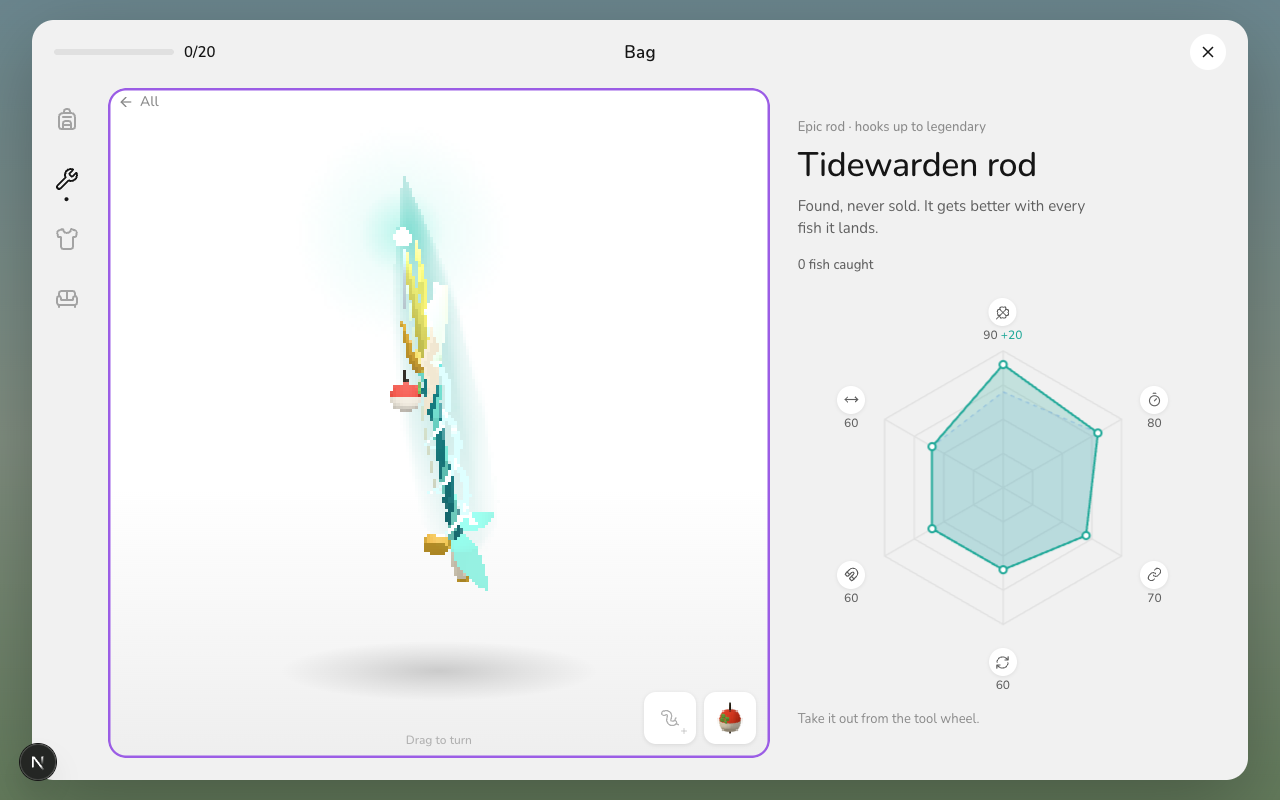 0/20
Bag
All
Drag to turn
Epic rod · hooks up to legendary
Tidewarden rod
Found, never sold. It gets better with every
fish it lands.
0 fish caught
90 +20
60
80
60
70
60
Take it out from the tool wheel.
N